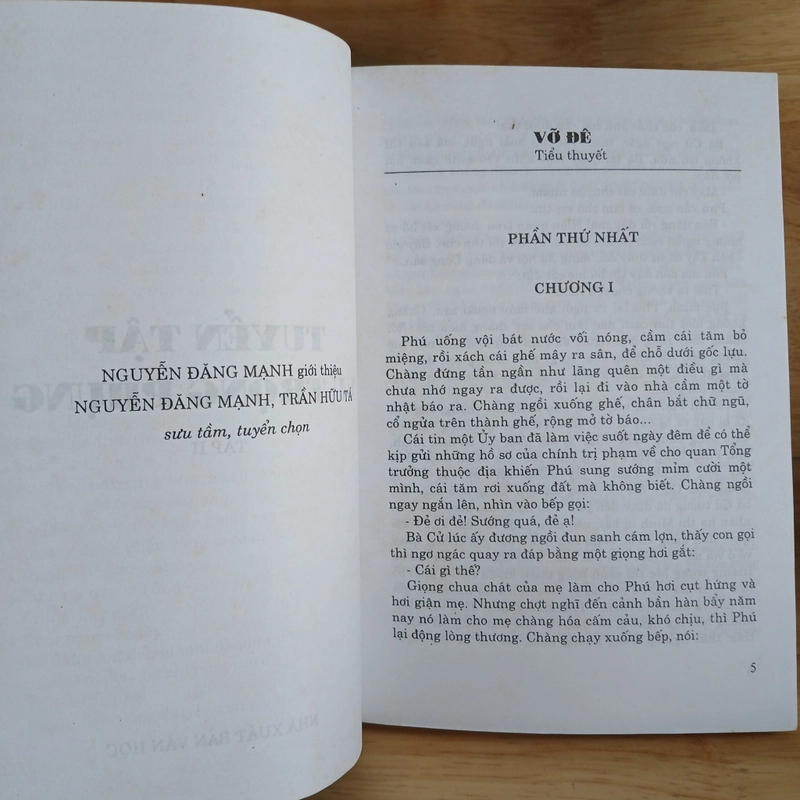 NGUYỄN ĐĂNG MẠNH giới thiệu
NGUYỄN ĐĂNG MẠNH, TRẦN HỮU TÁ
sưu tầm, tuyển chọn
VỠ ĐÊ
Tiểu thuyết
PHẦN THỨ NHẤT
CHƯƠNG I
Phú uống vội bát nước vối nóng, cầm cái tăm bỏ
miệng, rồi xách cái ghế mây ra sân, để chỗ dưới gốc lựu.
Chàng đứng tần ngần như lãng quên một điều gì mà
chưa nhớ ngay ra được, rồi lại đi vào nhà cầm một tờ
nhật báo ra. Chàng ngồi xuống ghế, chân bắt chữ ngũ,
cổ ngửa trên thành ghế, rộng mở tờ báo...
Cái tin một Ủy ban đã làm việc suốt ngày đêm để có thể
kịp gửi những hồ sơ của chính trị phạm về cho quan Tổng
trưởng thuộc địa khiến Phú sung sướng mỉm cười một
mình, cái tăm rơi xuống đất mà không biết. Chàng ngồi
ngay ngắn lên, nhìn vào bếp gọi:
- Đẻ ơi đẻ! Sướng quá, đẻ ạ!
Bà Cử lúc ấy đương ngồi đun sanh cám lợn, thấy con gọi
thì ngơ ngác quay ra đáp bằng một giọng hơi gắt:
- Cái gì thế?
Giọng chua chát của mẹ làm cho Phú hơi cụt hứng và
hơi giận mẹ. Nhưng chợt nghĩ đến cảnh bần hàn bẩy năm
nay nó làm cho mẹ chàng hóa cấm cảu, khó chịu, thì Phú
lại động lòng thương. Chàng chạy xuống bếp, nói:
5